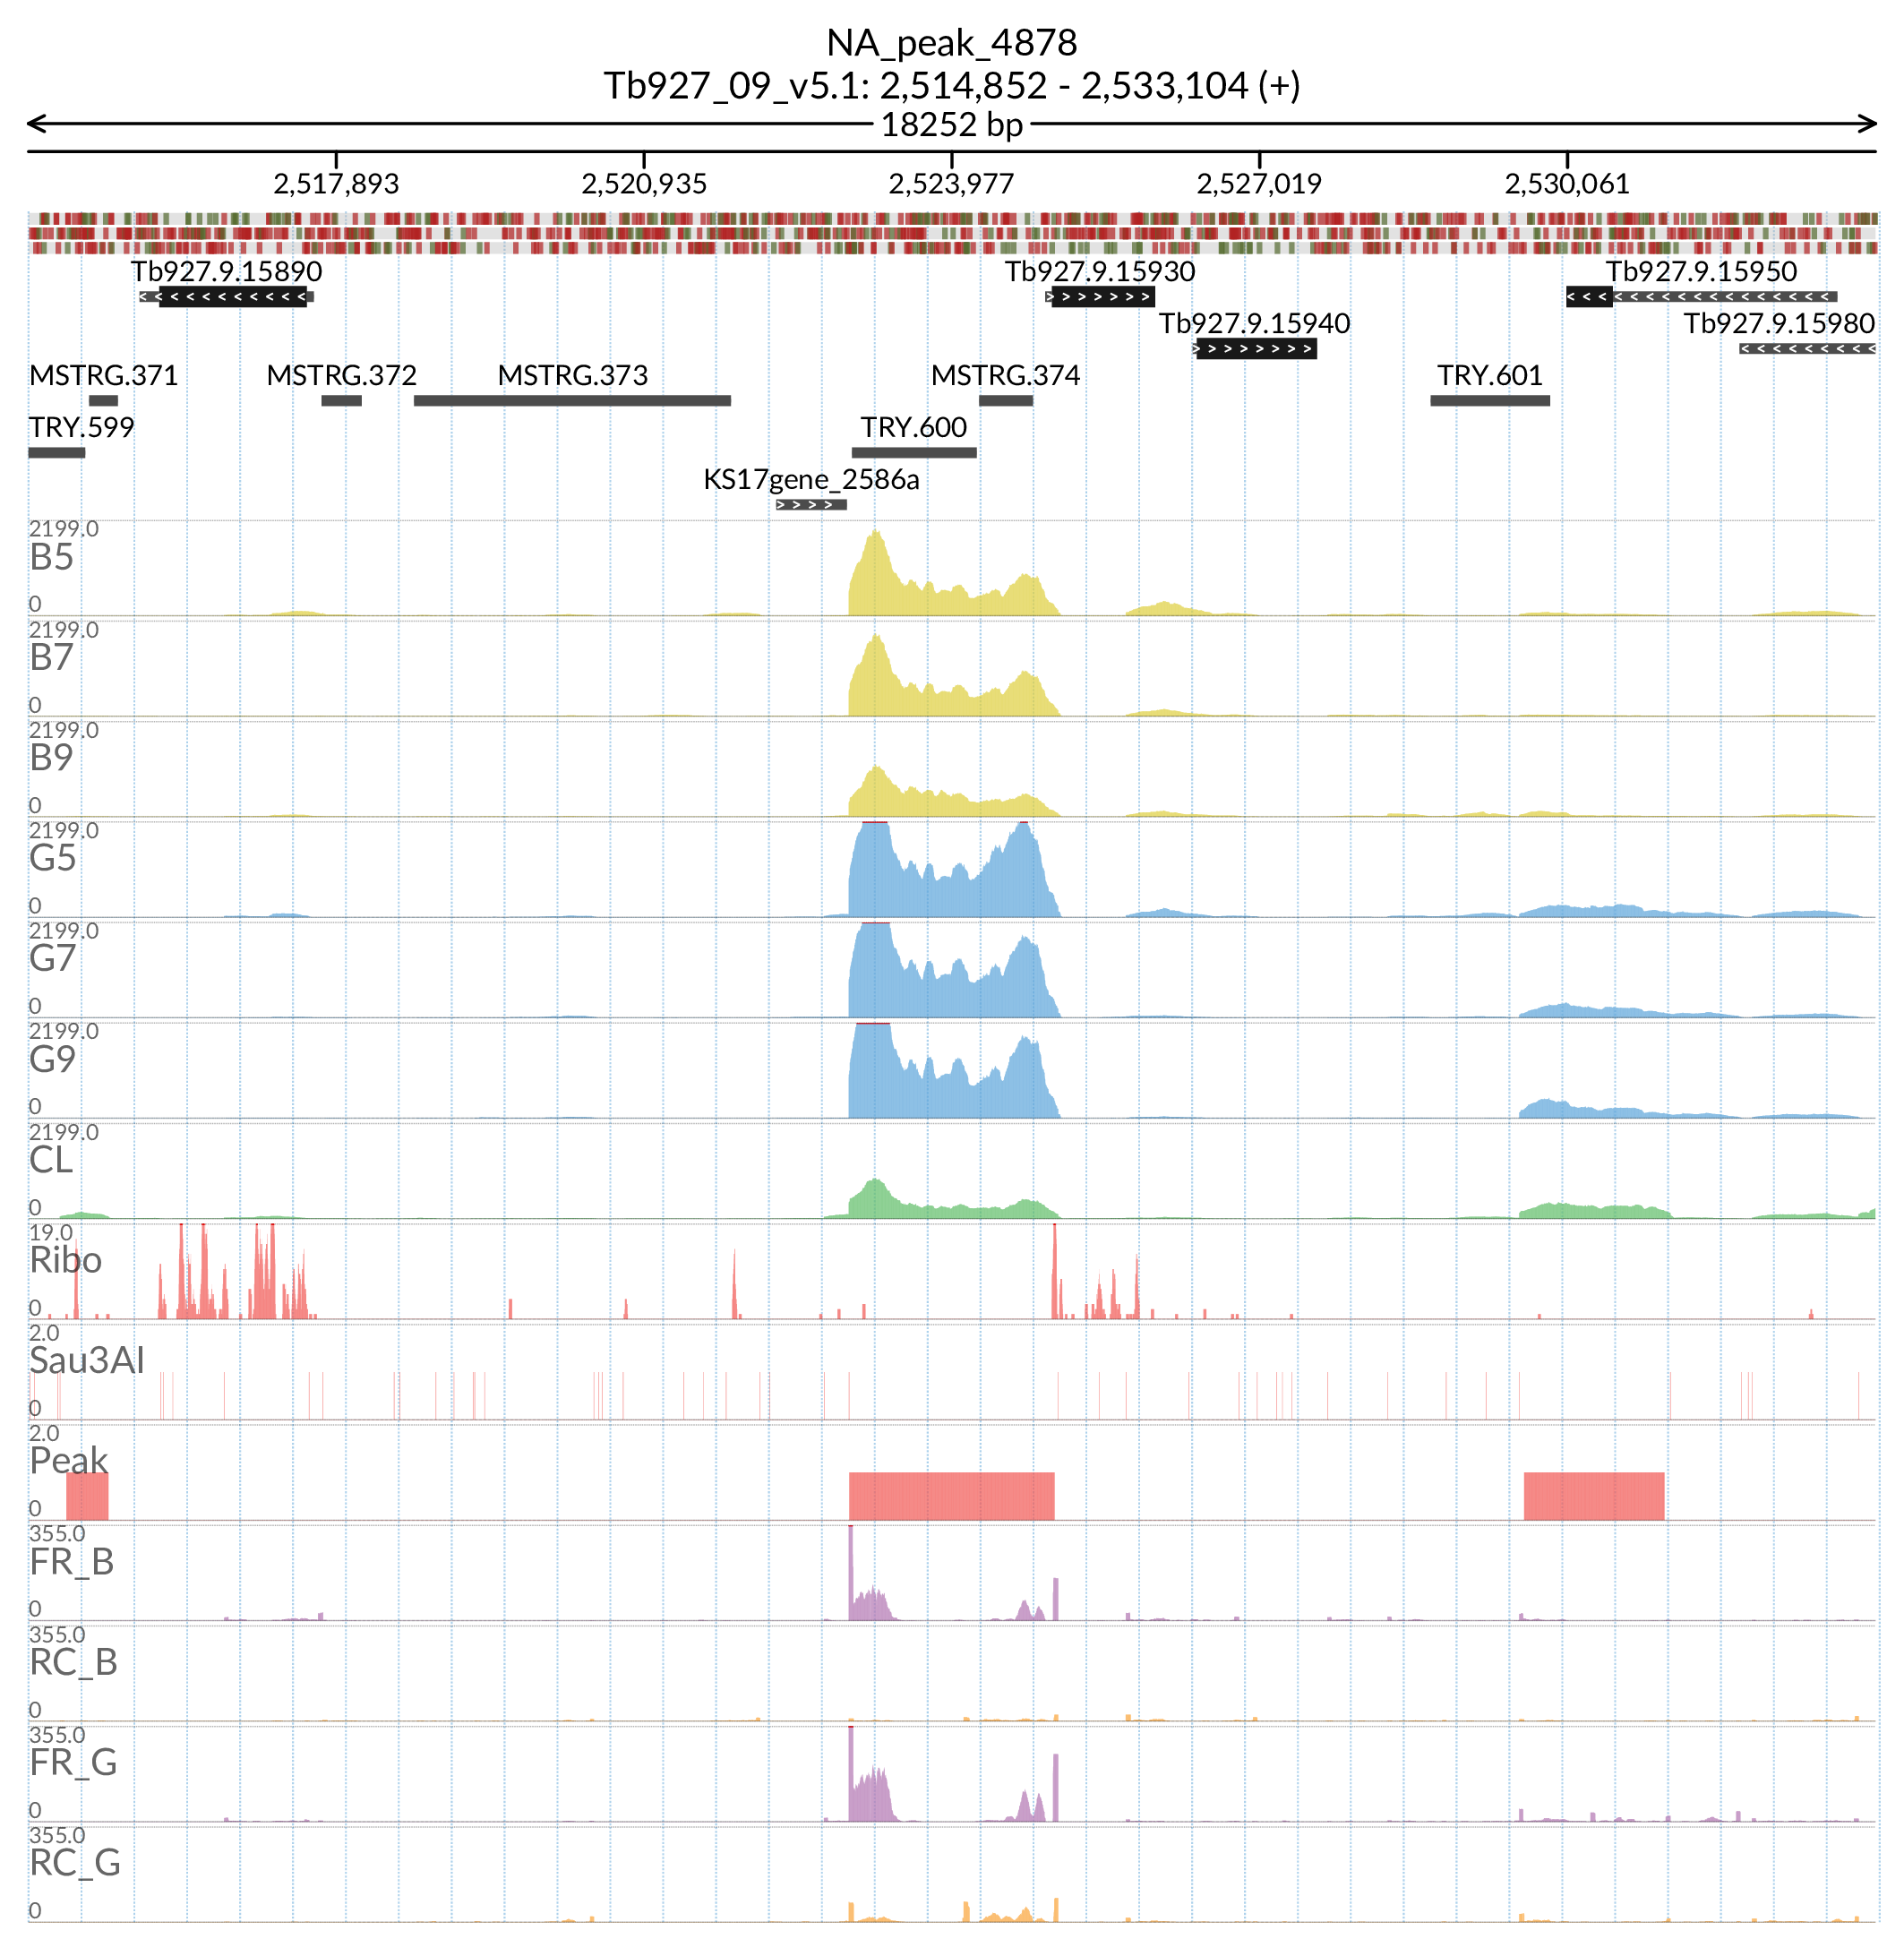 NA_peak_4878
Tb927_09_v5.1: 2,514,852 - 2,533,104 (+)
18252 bp
2,517,893 2,520,935 2,523,977 2,527,019 2,530,061
Tb927.9.15890 Tb927.9.15930 Tb927.9.15950
Tb927.9.15940 Tb927.9.15980
MSTRG.371 MSTRG.372 MSTRG.373 MSTRG.374 TRY.601
TRY.599 TRY.600
KS17gene_2586a
2199.0
B5
0
2199.0
B7
0
2199.0
B9
0
2199.0
G5
0
2199.0
G7
0
2199.0
G9
0
2199.0
CL
0
19.0
Ribo
0
2.0
Sau3AI
0
2.0
Peak
0
355.0
FR_B
0
355.0
RC_B
0
355.0
FR_G
0
355.0
RC_G
0